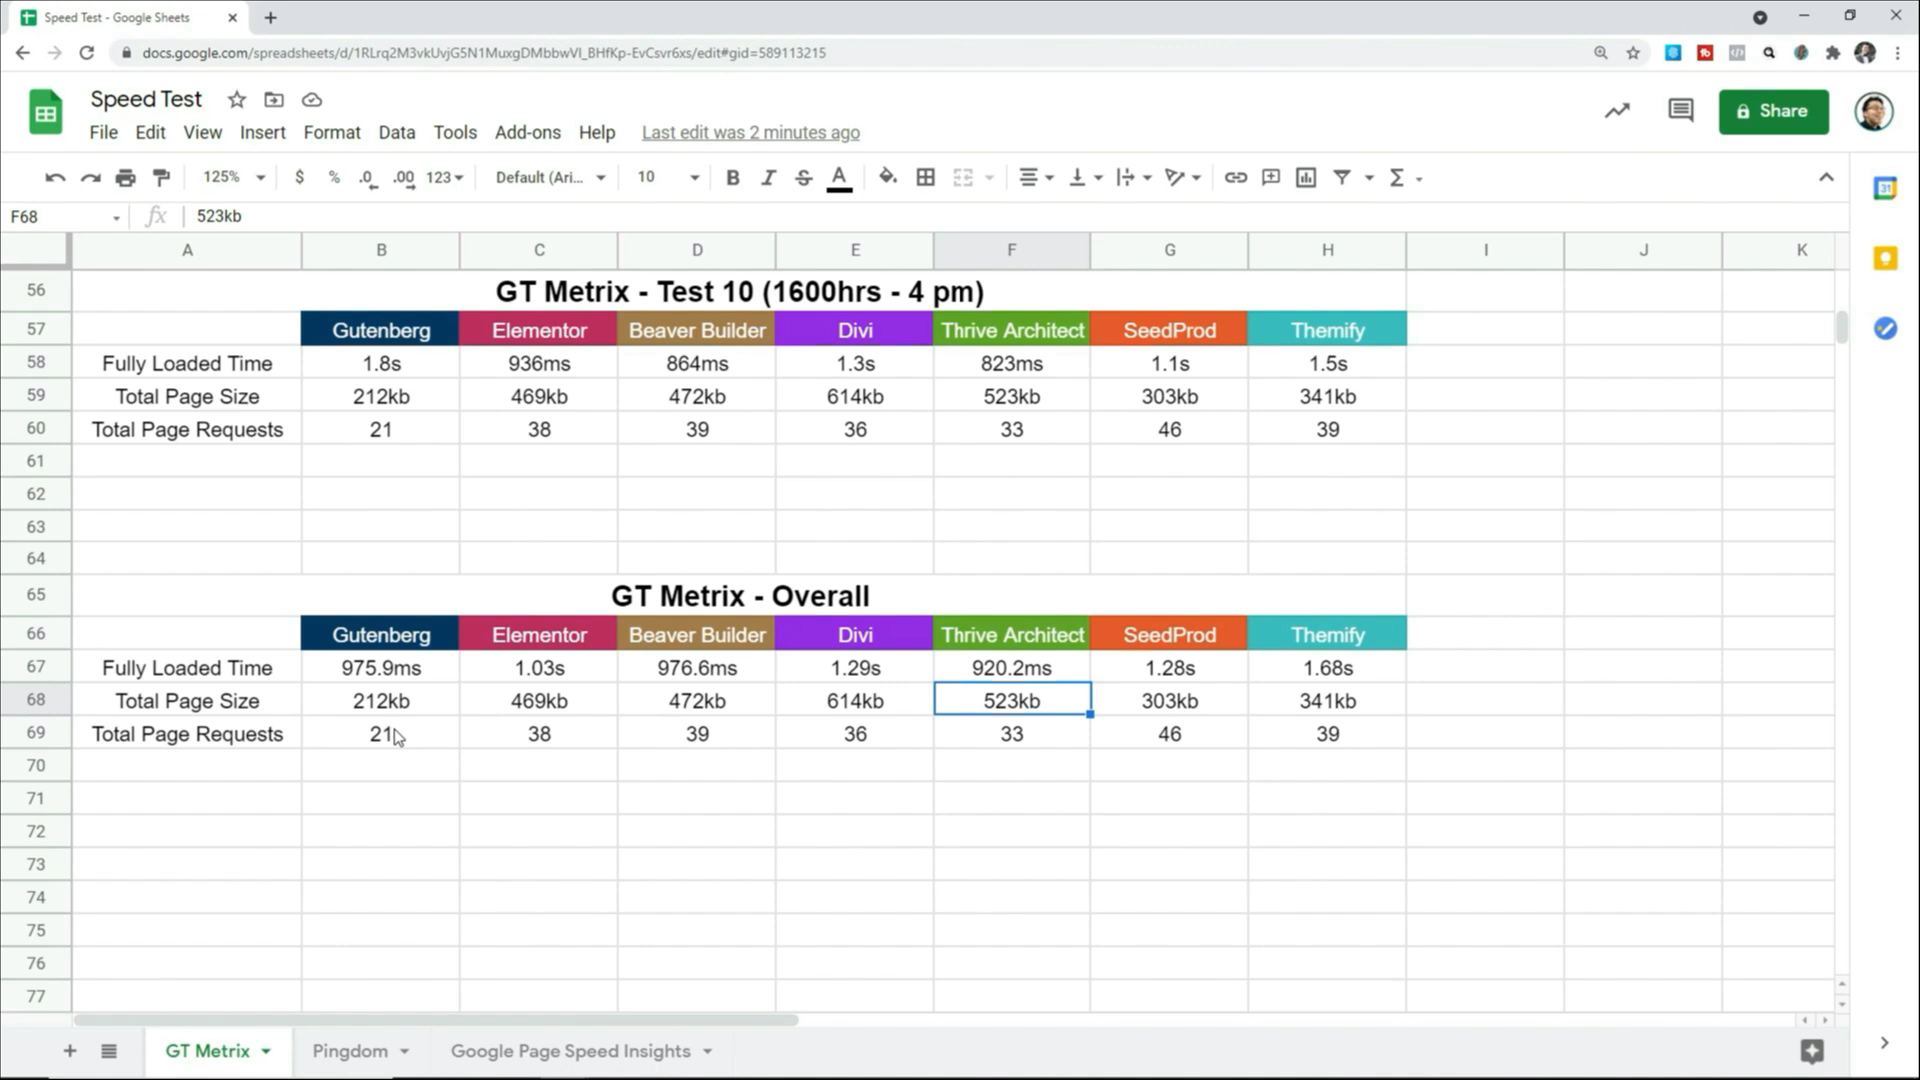 Speed Test - Google Sheets
docs.google.com/spreadsheets/d/1RLrq2M3vkUvjG5N1MuxgDMbbwVI_BHfKp-EvCsvr6xs/edit#gid=589113215
Speed Test
File Edit View Insert Format Data Tools Add-ons Help Last edit was 2 minutes ago
Share
125% $ % .0 .00 123 Default (Ari... 10 B I S A Σ
F68 fx 523kb
A B C D E F G H I J K
56 GT Metrix - Test 10 (1600hrs - 4 pm)
57 Gutenberg Elementor Beaver Builder Divi Thrive Architect SeedProd Themify
58 Fully Loaded Time 1.8s 936ms 864ms 1.3s 823ms 1.1s 1.5s
59 Total Page Size 212kb 469kb 472kb 614kb 523kb 303kb 341kb
60 Total Page Requests 21 38 39 36 33 46 39
61
62
63
64
65 GT Metrix - Overall
66 Gutenberg Elementor Beaver Builder Divi Thrive Architect SeedProd Themify
67 Fully Loaded Time 975.9ms 1.03s 976.6ms 1.29s 920.2ms 1.28s 1.68s
68 Total Page Size 212kb 469kb 472kb 614kb 523kb 303kb 341kb
69 Total Page Requests 21 38 39 36 33 46 39
70
71
72
73
74
75
76
77
GT Metrix Pingdom Google Page Speed Insights